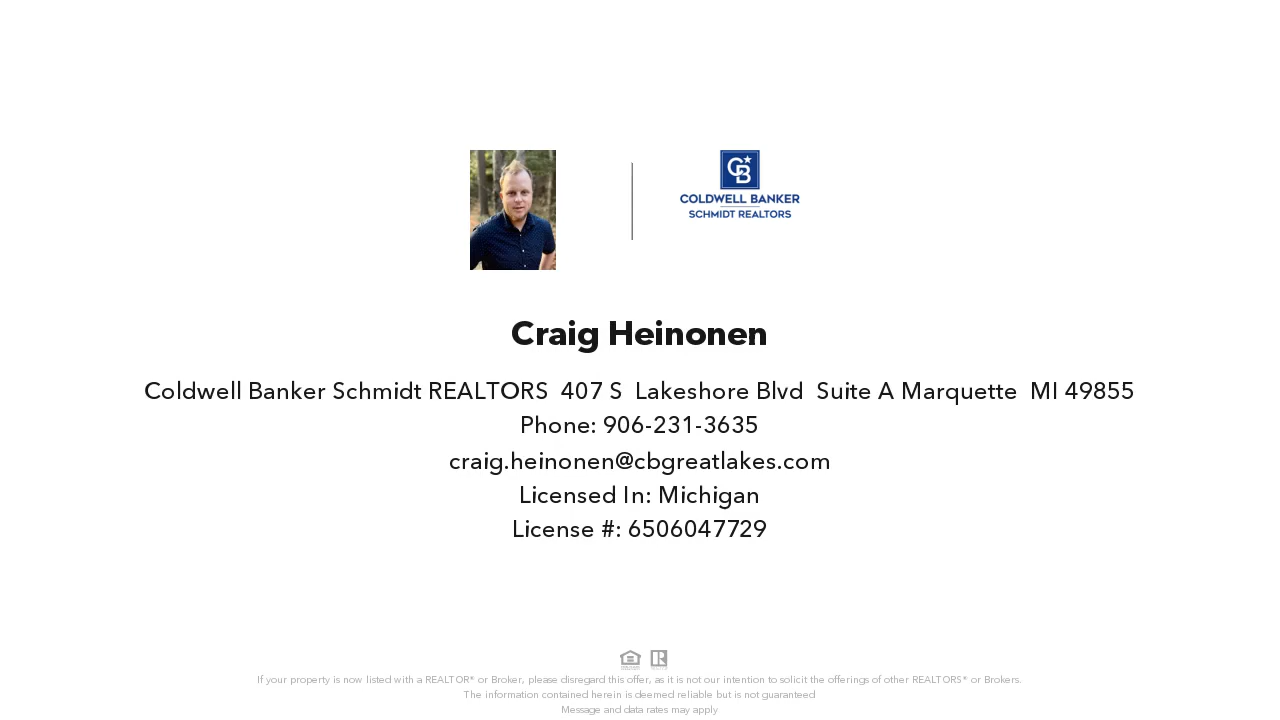 CB
COLDWELL BANKER
SCHMIDT REALTORS
Craig Heinonen
Coldwell Banker Schmidt REALTORS 407 S Lakeshore Blvd Suite A Marquette MI 49855
Phone: 906-231-3635
craig.heinonen@cbgreatlakes.com
Licensed In: Michigan
License #: 6506047729
If your property is now listed with a REALTOR® or Broker, please disregard this offer, as it is not our intention to solicit the offerings of other REALTORS® or Brokers.
The information contained herein is deemed reliable but is not guaranteed
Message and data rates may apply